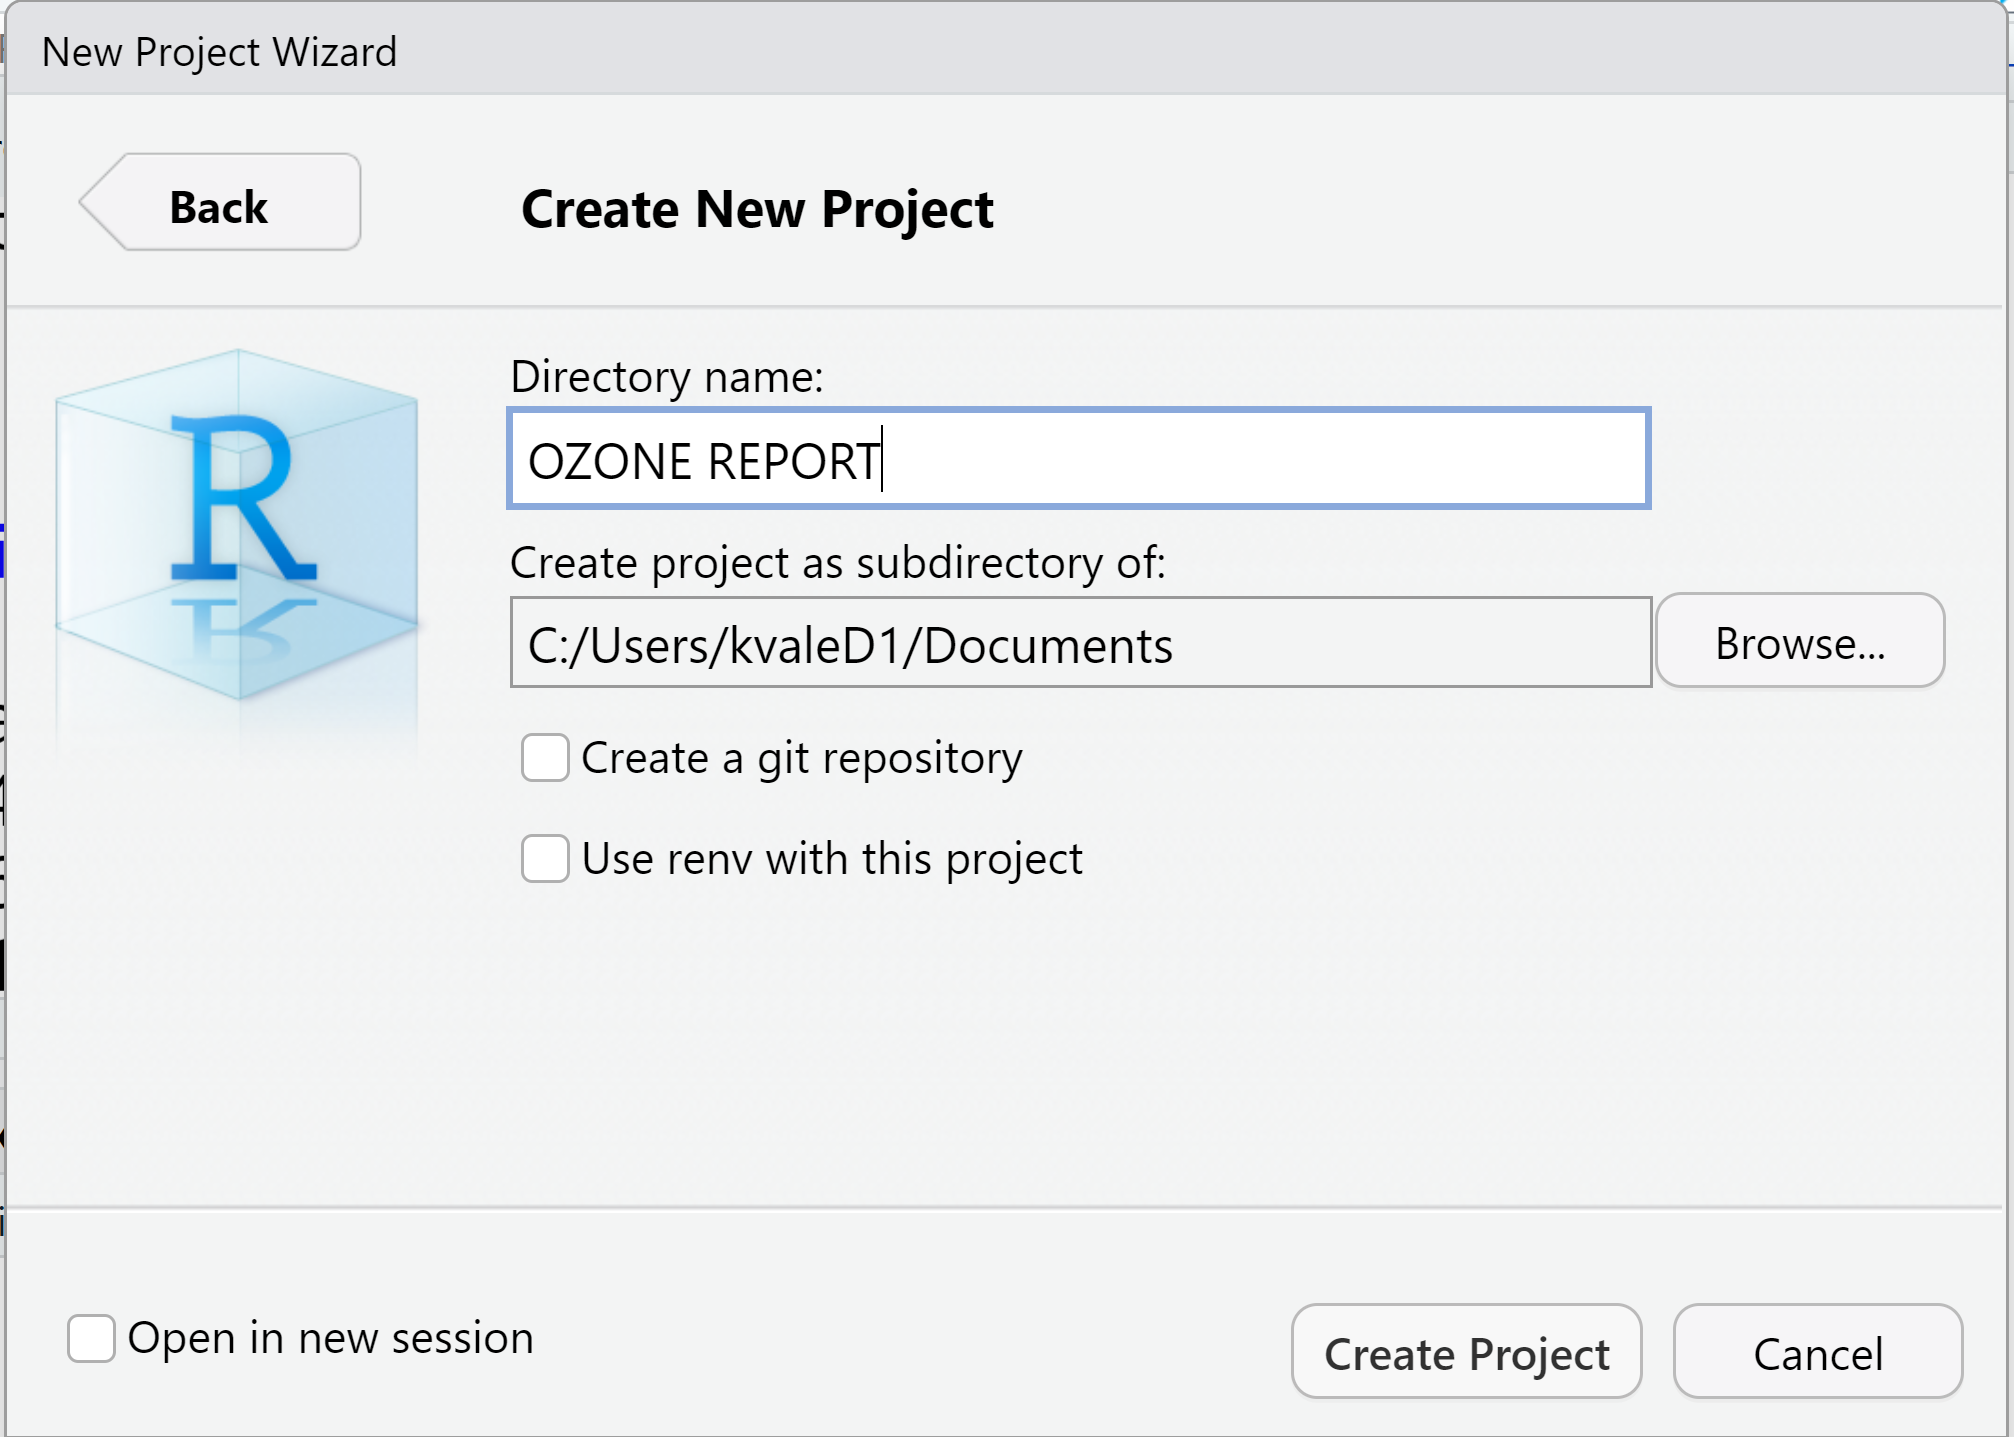 New Project Wizard
Back
Create New Project
R
Directory name:
OZONE REPORT
Create project as subdirectory of:
C:/Users/kvaleD1/Documents
Browse...
Create a git repository
Use renv with this project
Open in new session
Create Project
Cancel